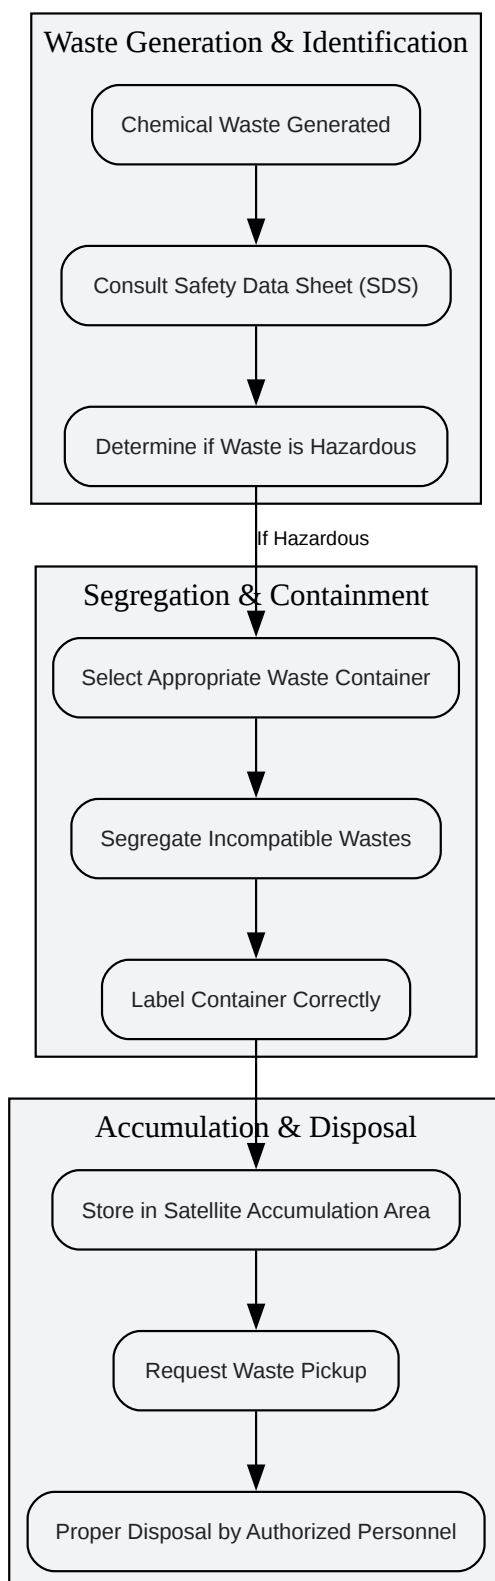 Waste Generation & Identification
Chemical Waste Generated
Consult Safety Data Sheet (SDS)
Determine if Waste is Hazardous
If Hazardous
Segregation & Containment
Select Appropriate Waste Container
Segregate Incompatible Wastes
Label Container Correctly
Accumulation & Disposal
Store in Satellite Accumulation Area
Request Waste Pickup
Proper Disposal by Authorized Personnel